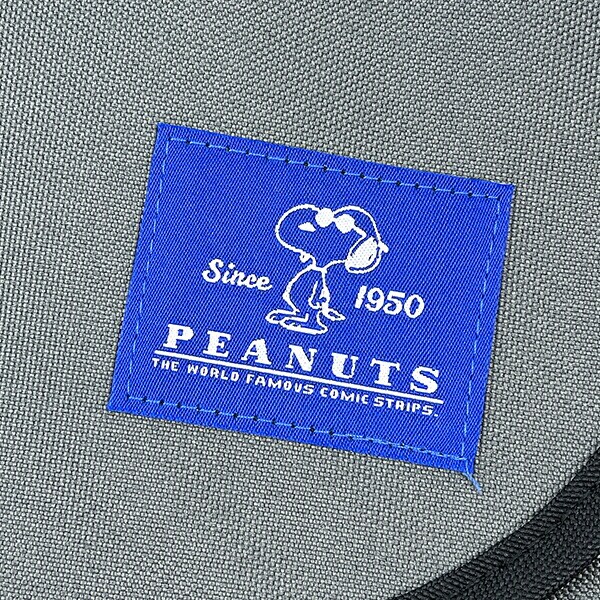 Since 1950
PEANUTS
THE WORLD FAMOUS COMIC STRIPS.